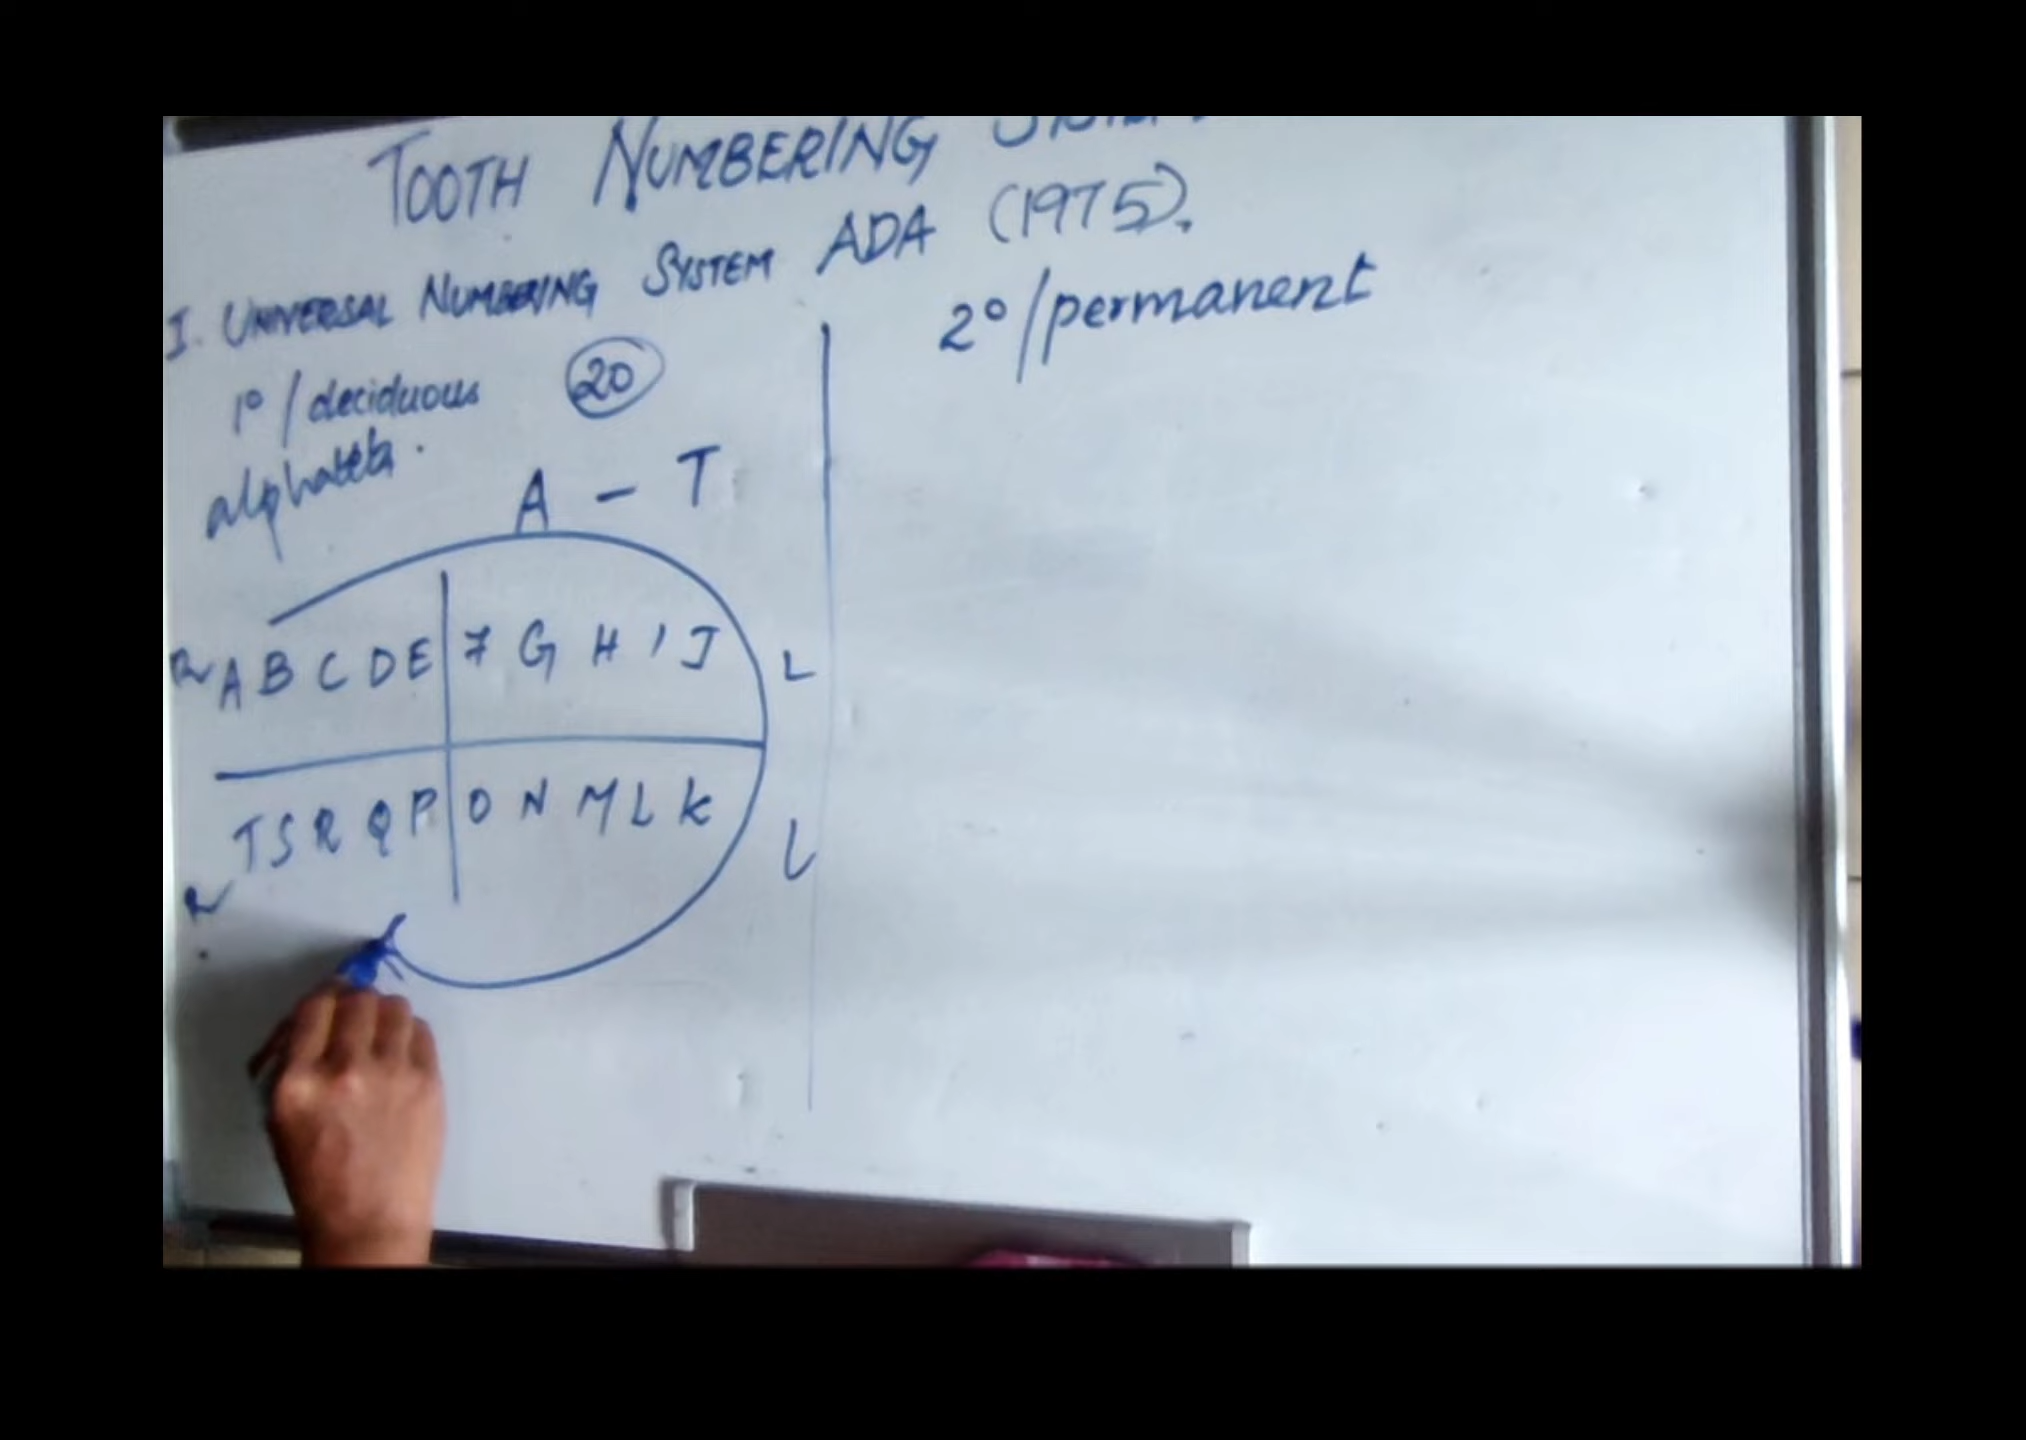 TOOTH NUMBERING
I. UNIVERSAL NUMBERING SYSTEM ADA (1975).
1° / deciduous 20
alphabets.
A - T
2° / permanent
R A B C D E F G H I J L
T S R Q P O N M L K
R L